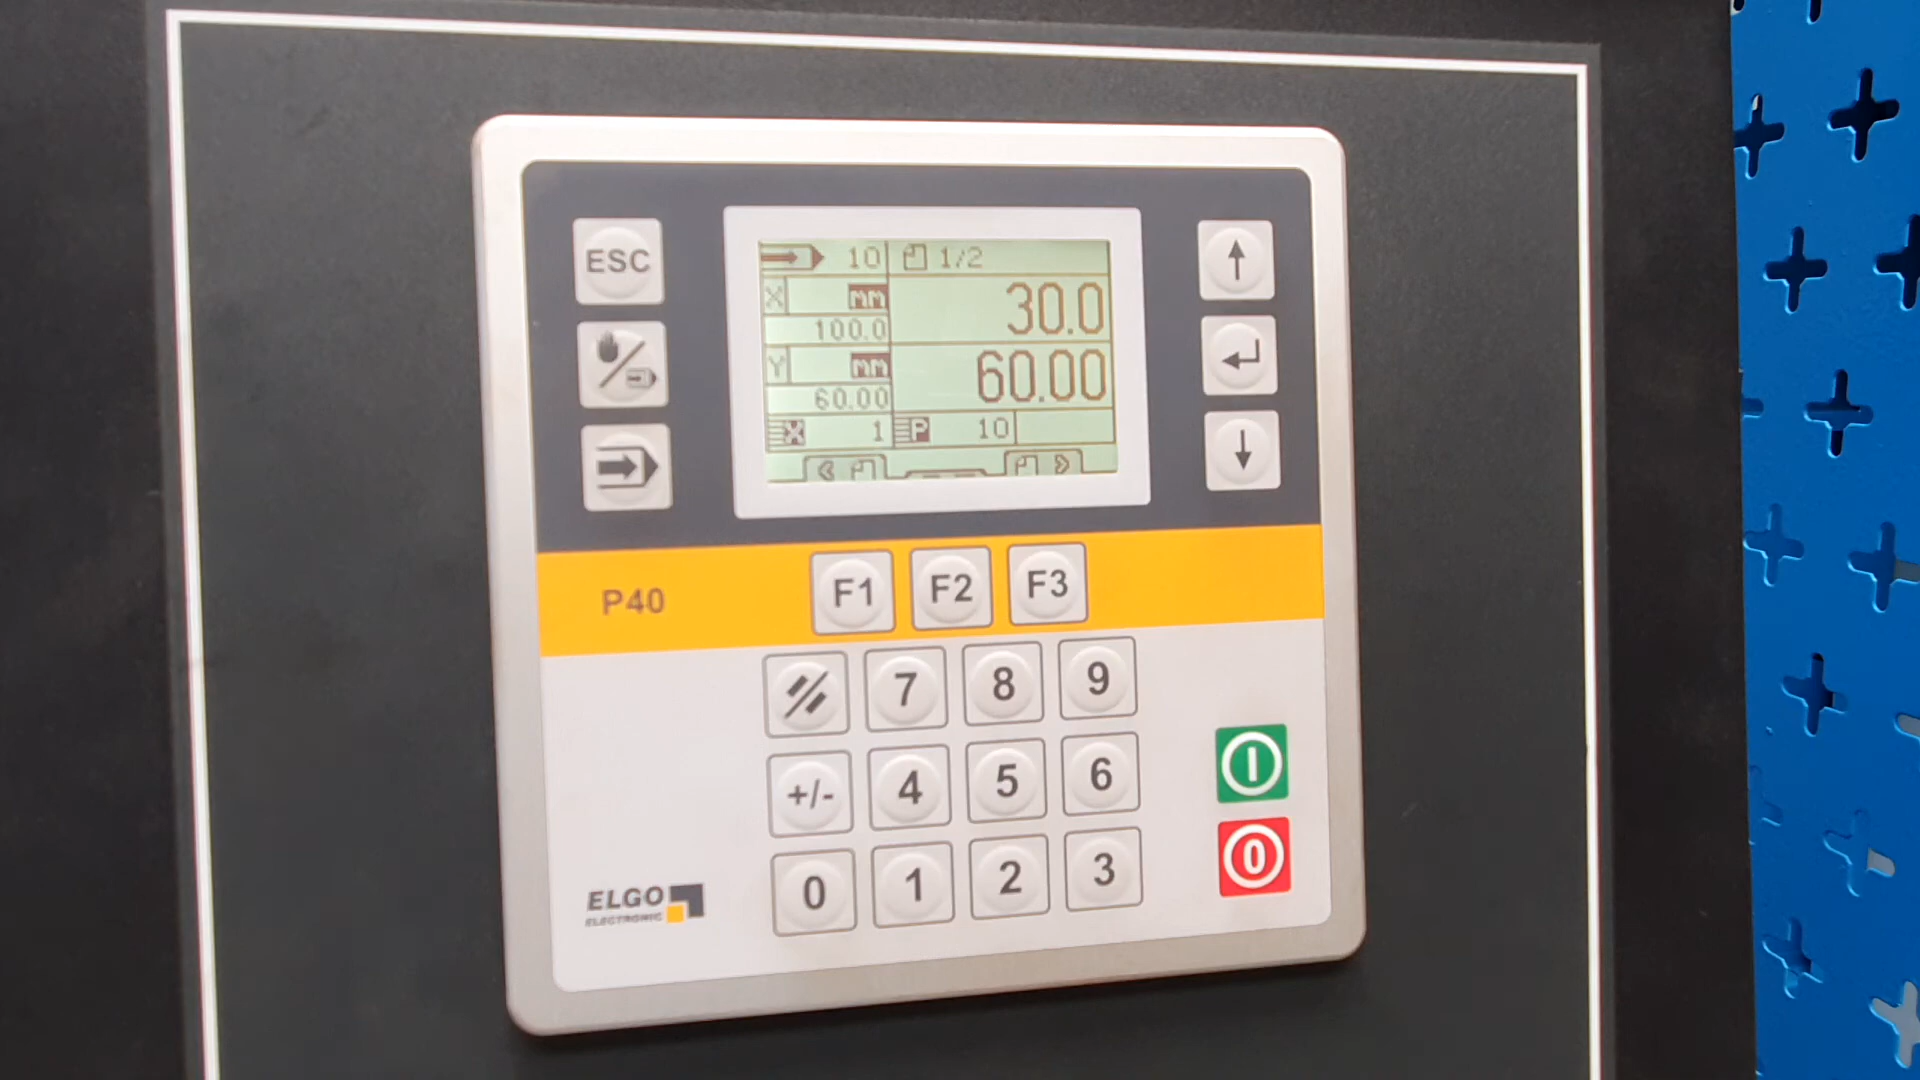 ESC
10 1/2
X mm 30.0
100.0
Y mm 60.00
60.00
X 1 P 10
P40
F1 F2 F3
7 8 9
+/- 4 5 6
0 1 2 3
ELGO
ELECTRONIC